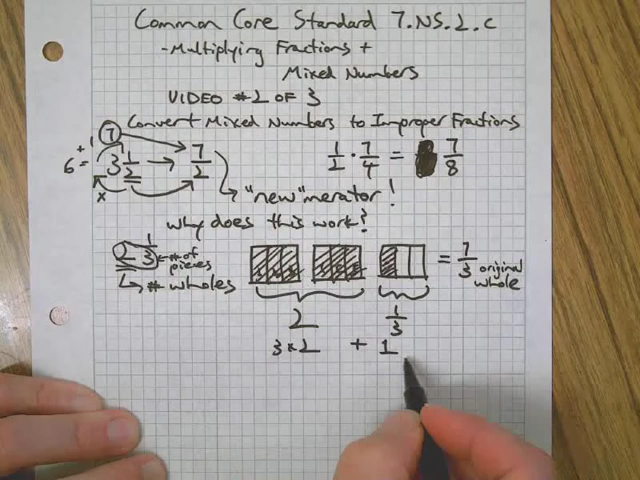 Common Core Standard 7.NS.2.c
- Multiplying Fractions +
Mixed Numbers
VIDEO #2 OF 3
Convert Mixed Numbers to Improper Fractions
+1 7
6 = 3 1/2 → 7/2
x
1/2 · 7/4 = 7/8
"new"merator!
why does this work?
2 1/3 ← # of pieces
↳ # wholes
= 7/3 original whole
2 1/3
3 × 2 + 1